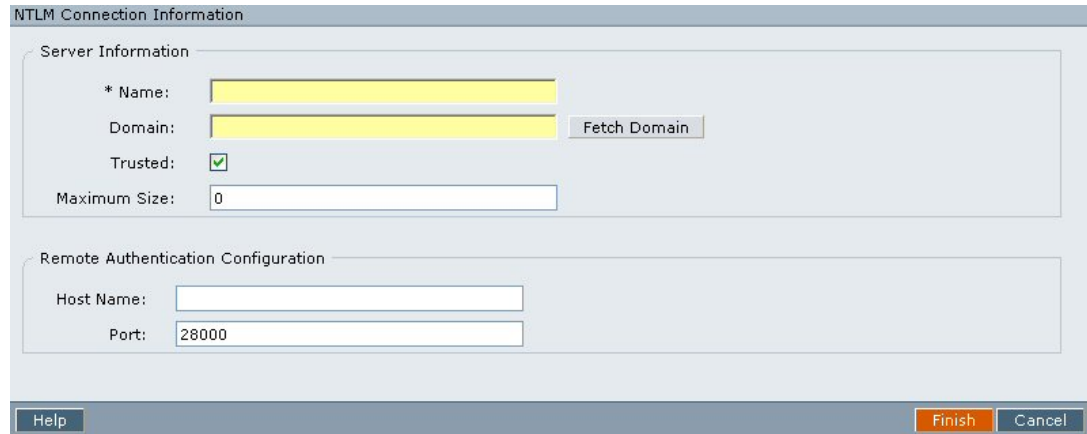 NTLM Connection Information
Server Information
* Name:
Domain: Fetch Domain
Trusted:
Maximum Size: 0
Remote Authentication Configuration
Host Name:
Port: 28000
Help Finish Cancel